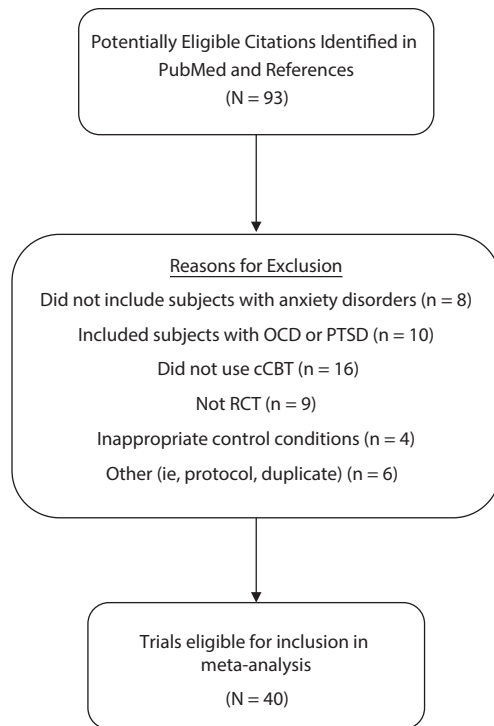 Potentially Eligible Citations Identified in
PubMed and References
(N = 93)
Reasons for Exclusion
Did not include subjects with anxiety disorders (n = 8)
Included subjects with OCD or PTSD (n = 10)
Did not use cCBT (n = 16)
Not RCT (n = 9)
Inappropriate control conditions (n = 4)
Other (ie, protocol, duplicate) (n = 6)
Trials eligible for inclusion in
meta-analysis
(N = 40)